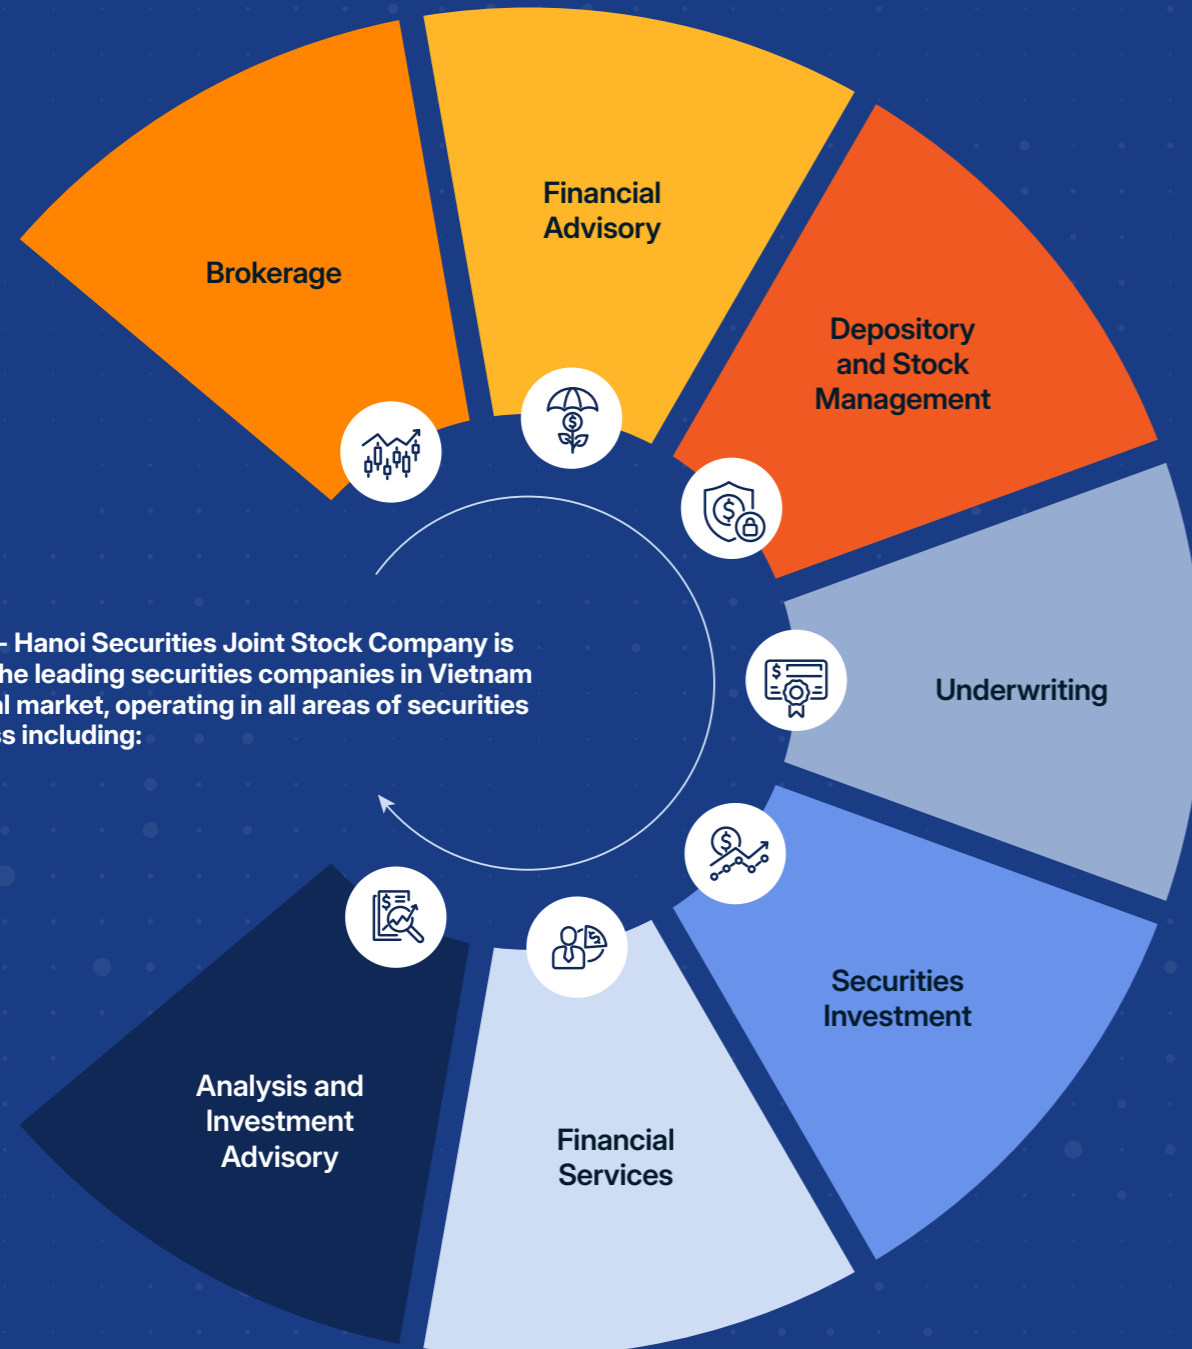 Brokerage
Financial
Advisory
Depository
and Stock
Management
Underwriting
Securities
Investment
Financial
Services
Analysis and
Investment
Advisory
- Hanoi Securities Joint Stock Company is
he leading securities companies in Vietnam
l market, operating in all areas of securities
s including: